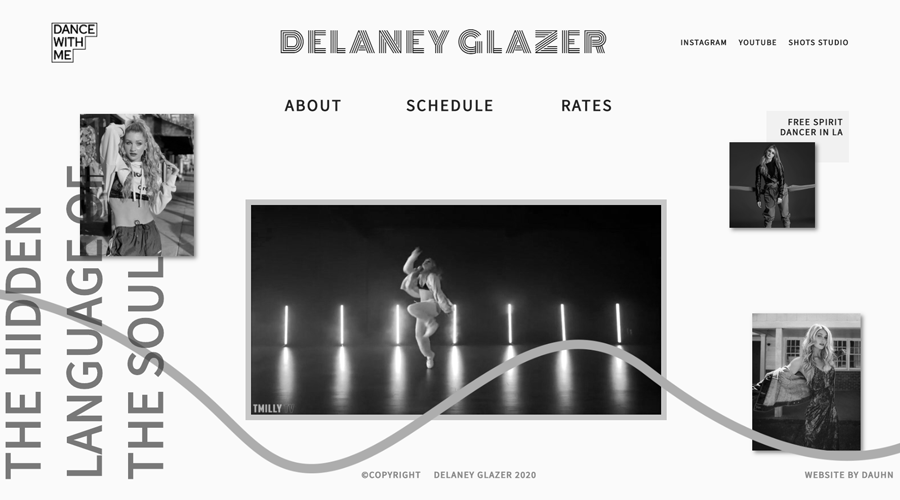 DANCE
WITH
ME
DELANEY GLAZER
INSTAGRAM YOUTUBE SHOTS STUDIO
ABOUT SCHEDULE RATES
FREE SPIRIT
DANCER IN LA
THE HIDDEN
LANGUAGE OF
THE SOUL
TMILLY TV
©COPYRIGHT DELANEY GLAZER 2020
WEBSITE BY DAUHN